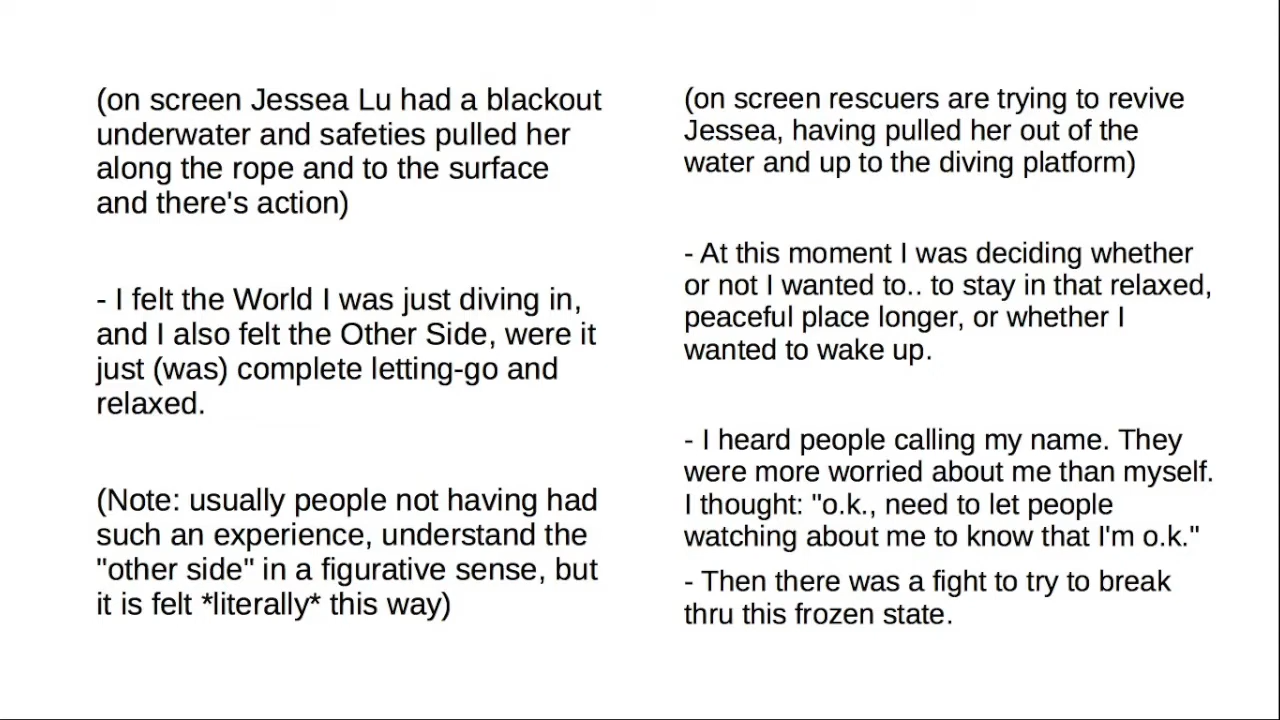 (on screen Jessea Lu had a blackout
underwater and safeties pulled her
along the rope and to the surface
and there's action)
- I felt the World I was just diving in,
and I also felt the Other Side, were it
just (was) complete letting-go and
relaxed.
(Note: usually people not having had
such an experience, understand the
"other side" in a figurative sense, but
it is felt *literally* this way)
(on screen rescuers are trying to revive
Jessea, having pulled her out of the
water and up to the diving platform)
- At this moment I was deciding whether
or not I wanted to.. to stay in that relaxed,
peaceful place longer, or whether I
wanted to wake up.
- I heard people calling my name. They
were more worried about me than myself.
I thought: "o.k., need to let people
watching about me to know that I'm o.k."
- Then there was a fight to try to break
thru this frozen state.